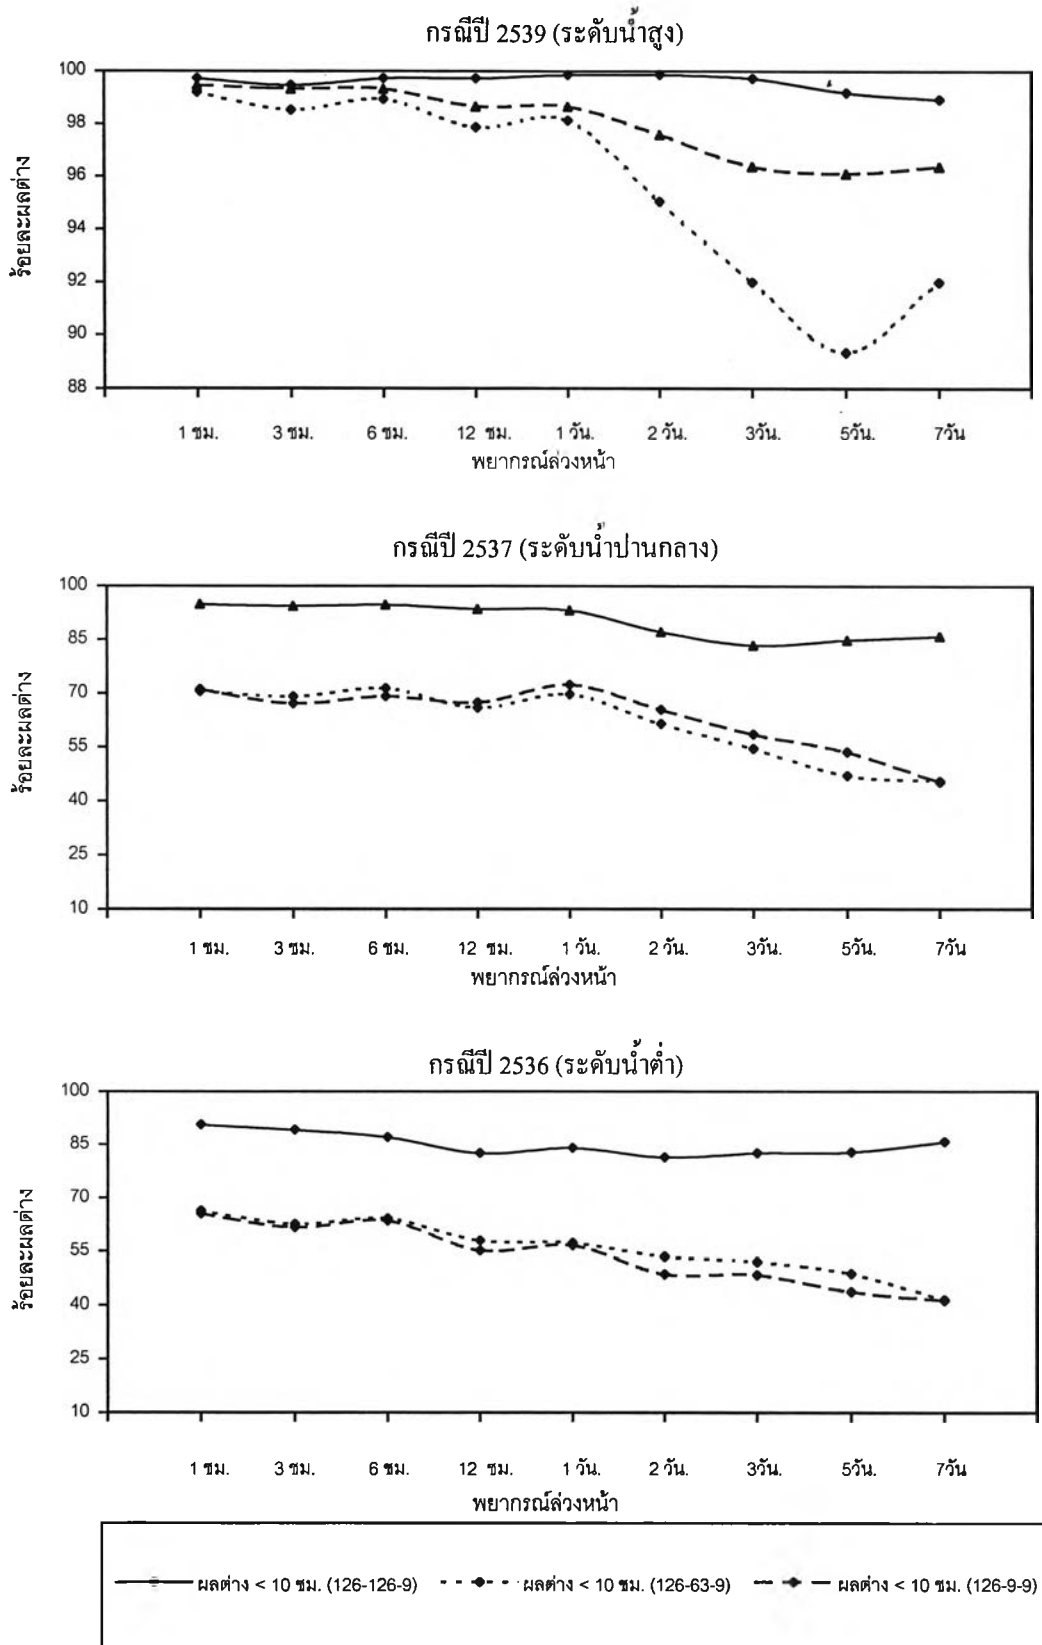 กรณีปี 2539 (ระดับน้ำสูง)
100
98
96
94
92
90
88
ร้อยละผลต่าง
1 ชม. 3 ชม. 6 ชม. 12 ชม. 1 วัน. 2 วัน. 3วัน. 5วัน. 7วัน
พยากรณ์ล่วงหน้า
กรณีปี 2537 (ระดับน้ำปานกลาง)
100
85
70
55
40
25
10
ร้อยละผลต่าง
1 ชม. 3 ชม. 6 ชม. 12 ชม. 1 วัน. 2 วัน. 3วัน. 5วัน. 7วัน
พยากรณ์ล่วงหน้า
กรณีปี 2536 (ระดับน้ำต่ำ)
100
85
70
55
40
25
10
ร้อยละผลต่าง
1 ชม. 3 ชม. 6 ชม. 12 ชม. 1 วัน. 2 วัน. 3วัน. 5วัน. 7วัน
พยากรณ์ล่วงหน้า
ผลต่าง < 10 ซม. (126-126-9) ผลต่าง < 10 ซม. (126-63-9) ผลต่าง < 10 ซม. (126-9-9)